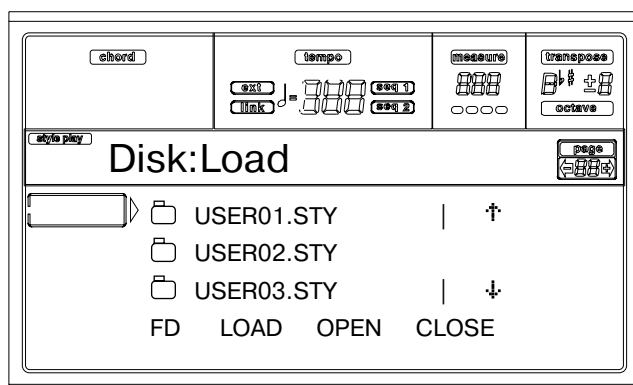 chord tempo measure transpose
ext seq 1
link seq 2 octave
style play
Disk:Load page
USER01.STY
USER02.STY
USER03.STY
FD LOAD OPEN CLOSE